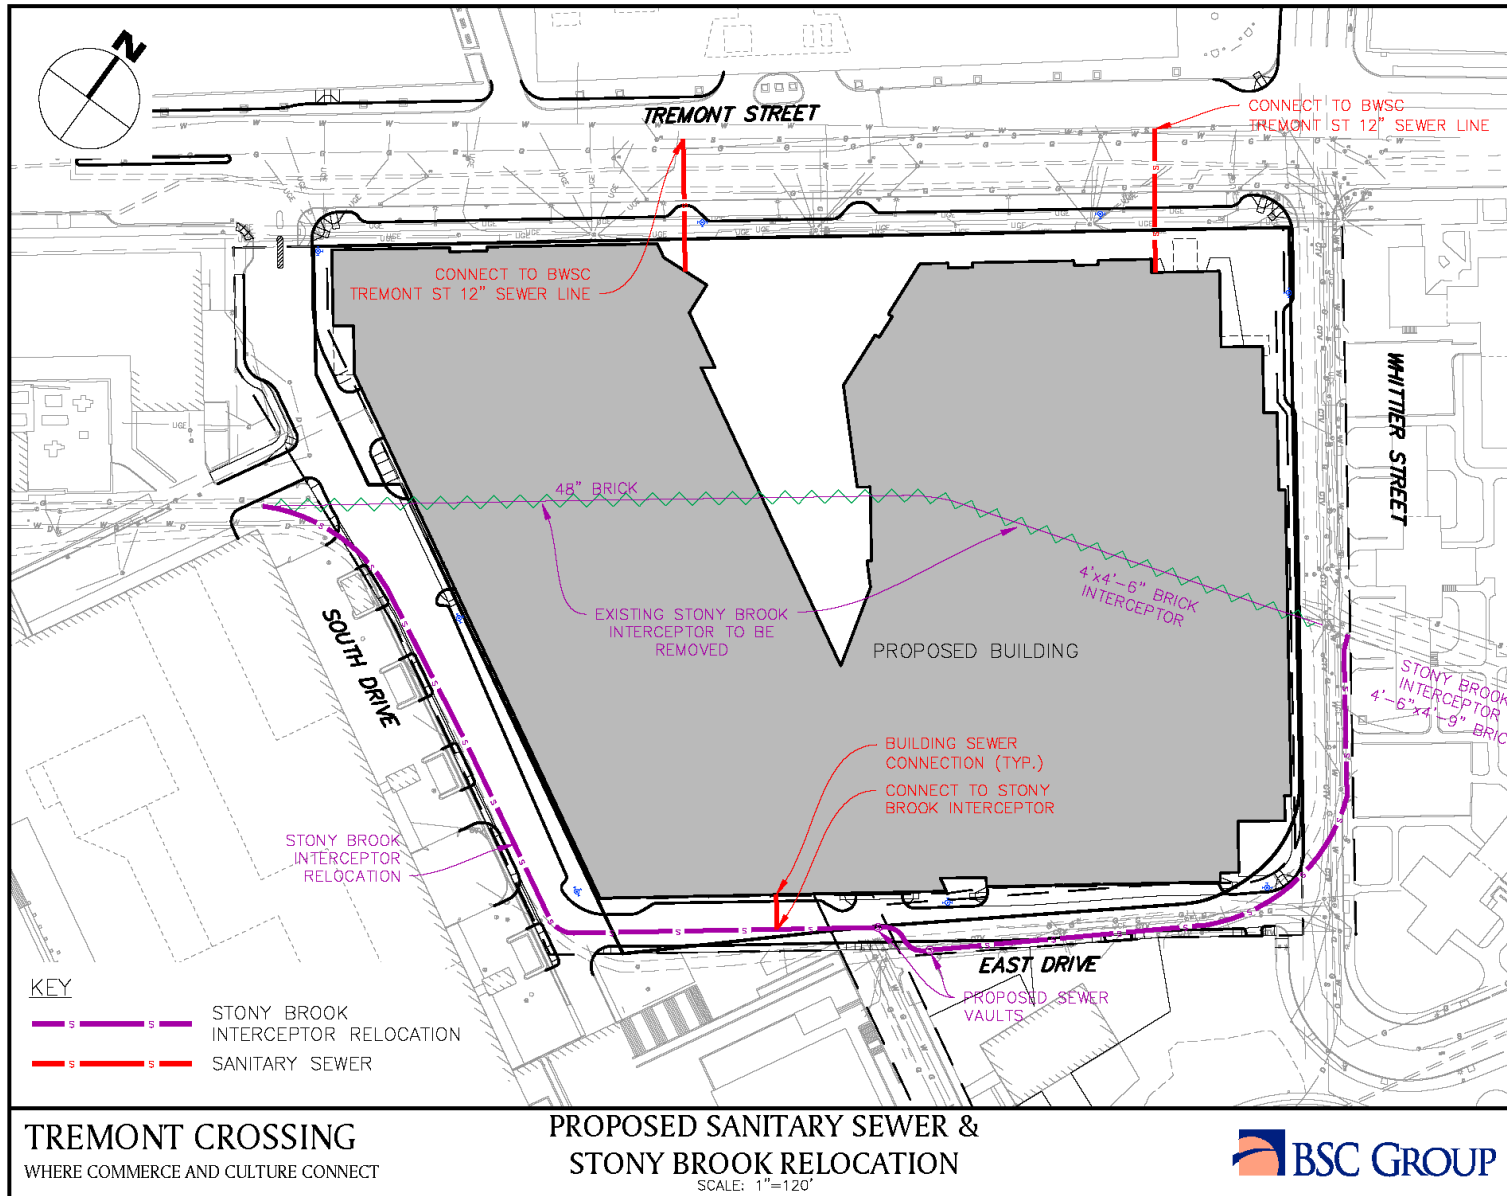 N
TREMONT STREET
CONNECT TO BWSC
TREMONT ST 12" SEWER LINE
CONNECT TO BWSC
TREMONT ST 12" SEWER LINE
WHITTIER STREET
48" BRICK
4'x4'-6" BRICK
INTERCEPTOR
EXISTING STONY BROOK
INTERCEPTOR TO BE
REMOVED
PROPOSED BUILDING
SOUTH DRIVE
STONY BROOK
INTERCEPTOR
4'-6"x4'-9" BRIC
BUILDING SEWER
CONNECTION (TYP.)
CONNECT TO STONY
BROOK INTERCEPTOR
STONY BROOK
INTERCEPTOR
RELOCATION
EAST DRIVE
PROPOSED SEWER
VAULTS
KEY
STONY BROOK
INTERCEPTOR RELOCATION
SANITARY SEWER
TREMONT CROSSING
WHERE COMMERCE AND CULTURE CONNECT
PROPOSED SANITARY SEWER &
STONY BROOK RELOCATION
SCALE: 1"=120'
BSC GROUP